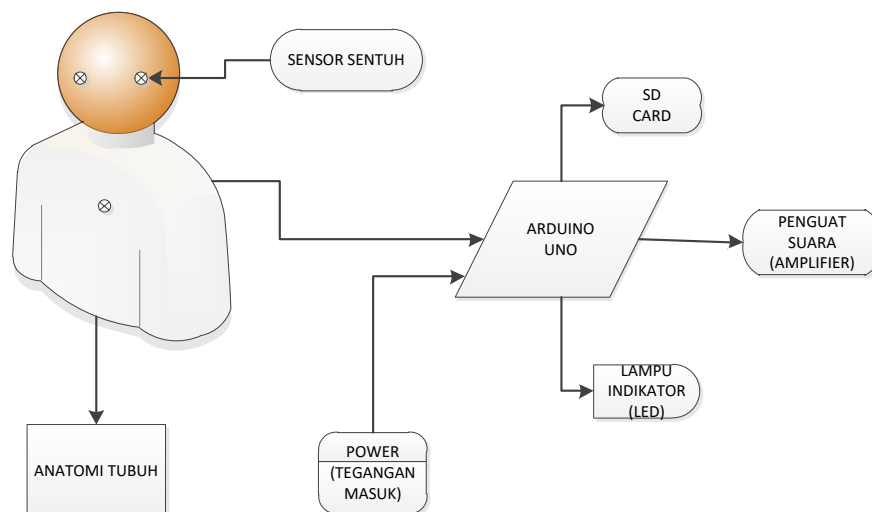 SENSOR SENTUH
SD
CARD
ARDUINO
UNO
PENGUAT
SUARA
(AMPLIFIER)
LAMPU
INDIKATOR
(LED)
ANATOMI TUBUH
POWER
(TEGANGAN
MASUK)